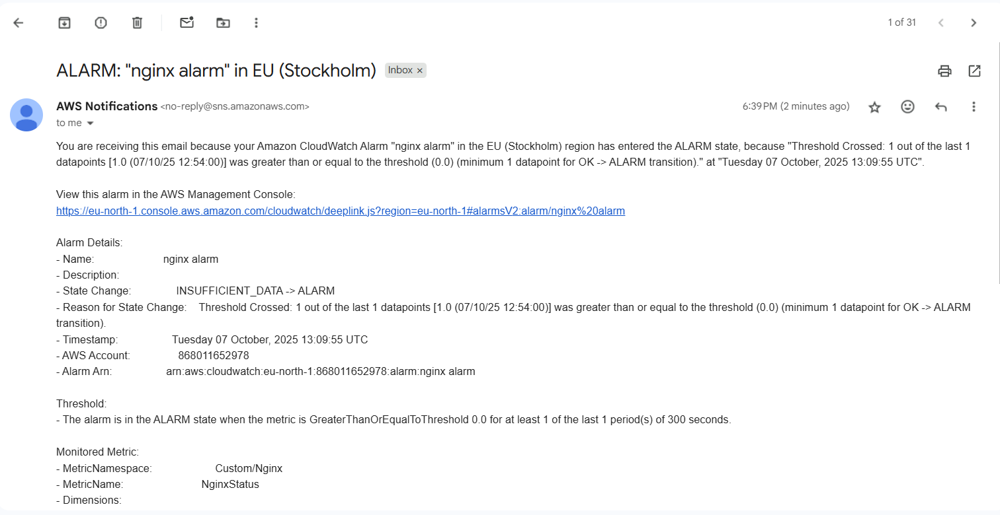 1 of 31
ALARM: "nginx alarm" in EU (Stockholm) Inbox ×
AWS Notifications <no-reply@sns.amazonaws.com> 6:39 PM (2 minutes ago)
to me
You are receiving this email because your Amazon CloudWatch Alarm "nginx alarm" in the EU (Stockholm) region has entered the ALARM state, because "Threshold Crossed: 1 out of the last 1
datapoints [1.0 (07/10/25 12:54:00)] was greater than or equal to the threshold (0.0) (minimum 1 datapoint for OK -> ALARM transition)." at "Tuesday 07 October, 2025 13:09:55 UTC".
View this alarm in the AWS Management Console:
https://eu-north-1.console.aws.amazon.com/cloudwatch/deeplink.js?region=eu-north-1#alarmsV2:alarm/nginx%20alarm
Alarm Details:
- Name: nginx alarm
- Description:
- State Change: INSUFFICIENT_DATA -> ALARM
- Reason for State Change: Threshold Crossed: 1 out of the last 1 datapoints [1.0 (07/10/25 12:54:00)] was greater than or equal to the threshold (0.0) (minimum 1 datapoint for OK -> ALARM
transition).
- Timestamp: Tuesday 07 October, 2025 13:09:55 UTC
- AWS Account: 868011652978
- Alarm Arn: arn:aws:cloudwatch:eu-north-1:868011652978:alarm:nginx alarm
Threshold:
- The alarm is in the ALARM state when the metric is GreaterThanOrEqualToThreshold 0.0 for at least 1 of the last 1 period(s) of 300 seconds.
Monitored Metric:
- MetricNamespace: Custom/Nginx
- MetricName: NginxStatus
- Dimensions: